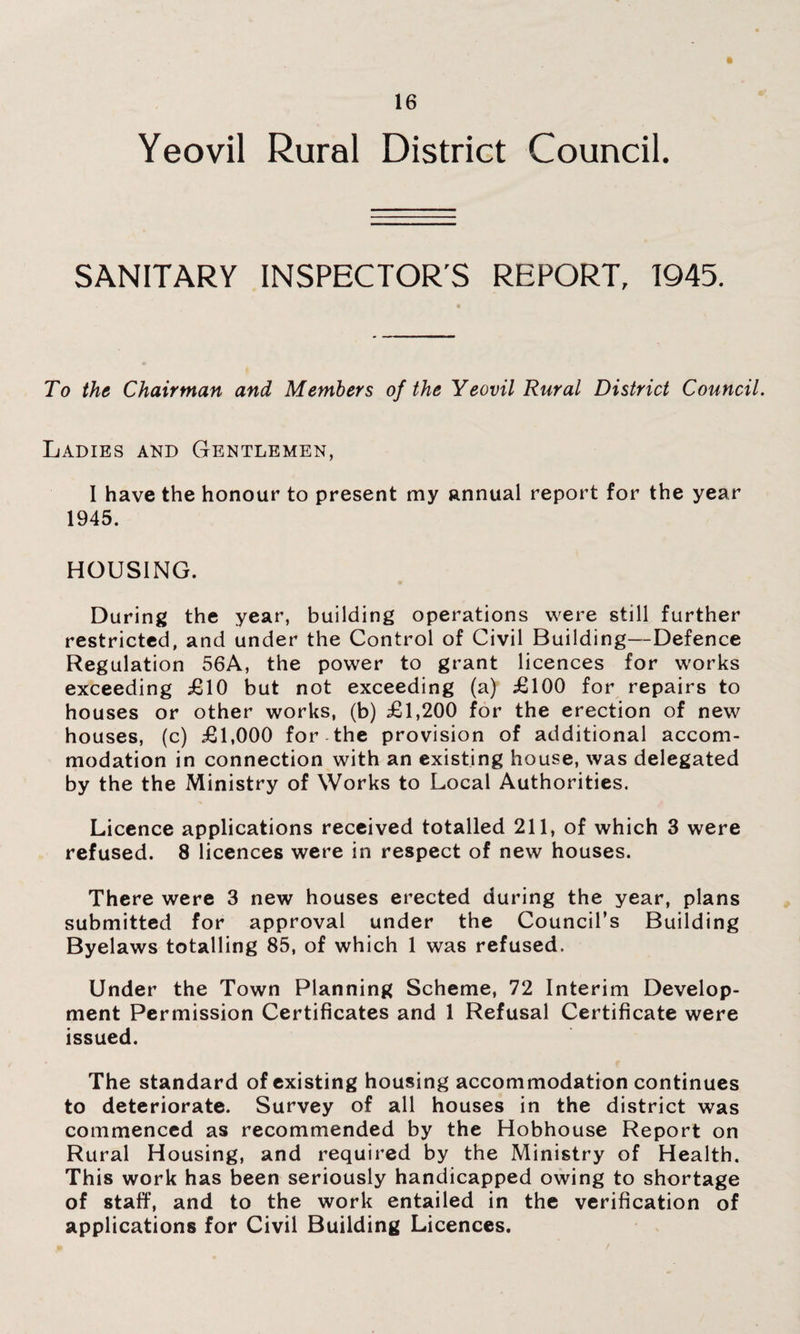 16
Yeovil Rural District Council.
SANITARY INSPECTOR'S REPORT, 1945.
To the Chairman and Members of the Yeovil Rural District Council.
LADIES AND GENTLEMEN,
I have the honour to present my annual report for the year
1945.
HOUSING.
During the year, building operations were still further
restricted, and under the Control of Civil Building—Defence
Regulation 56A, the power to grant licences for works
exceeding £10 but not exceeding (a) £100 for repairs to
houses or other works, (b) £1,200 for the erection of new
houses, (c) £1,000 for the provision of additional accom-
modation in connection with an existing house, was delegated
by the the Ministry of Works to Local Authorities.
Licence applications received totalled 211, of which 3 were
refused. 8 licences were in respect of new houses.
There were 3 new houses erected during the year, plans
submitted for approval under the Council's Building
Byelaws totalling 85, of which 1 was refused.
Under the Town Planning Scheme, 72 Interim Develop-
ment Permission Certificates and 1 Refusal Certificate were
issued.
The standard of existing housing accommodation continues
to deteriorate. Survey of all houses in the district was
commenced as recommended by the Hobhouse Report on
Rural Housing, and required by the Ministry of Health.
This work has been seriously handicapped owing to shortage
of staff, and to the work entailed in the verification of
applications for Civil Building Licences.